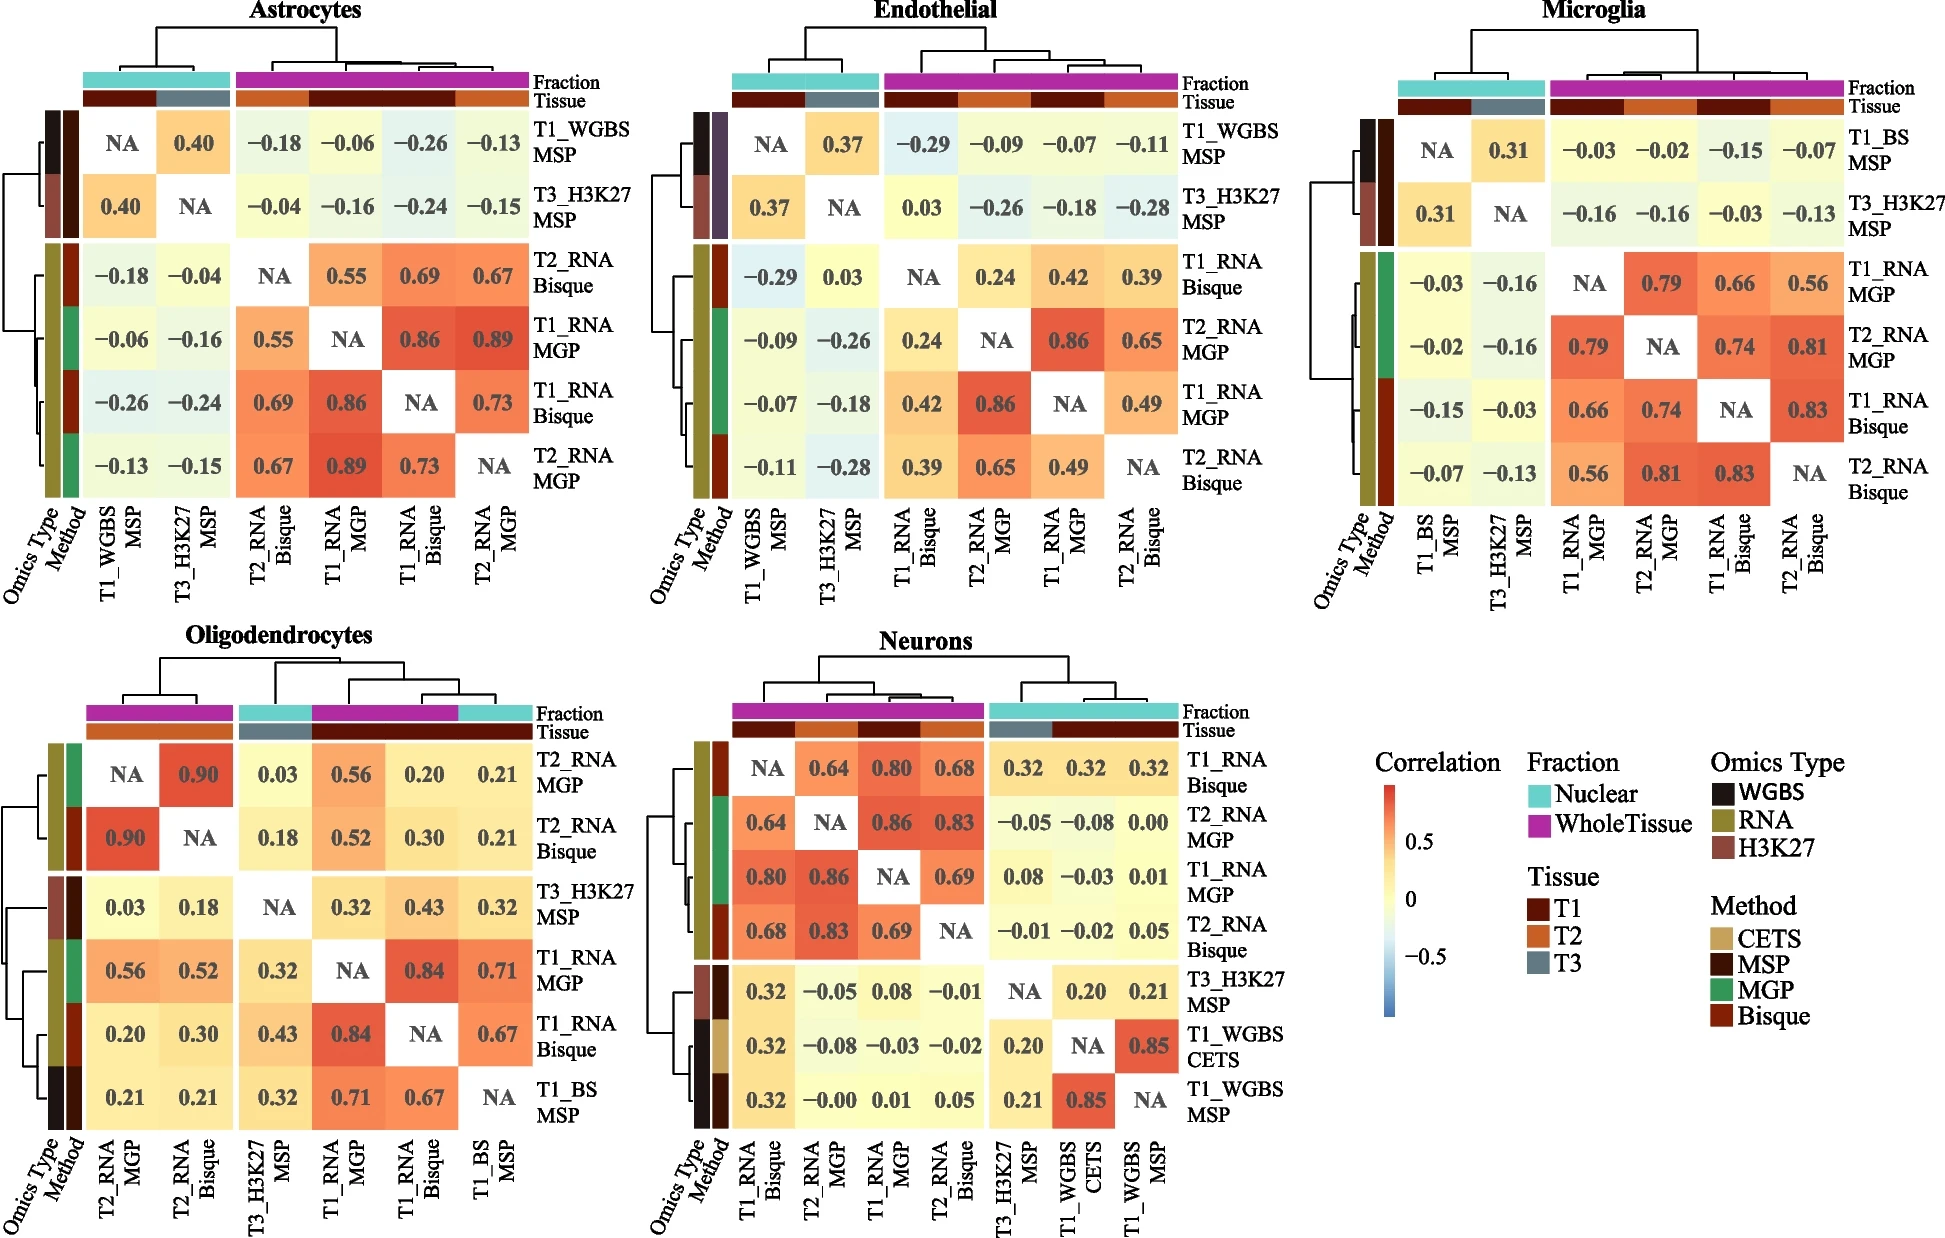 Astrocytes
Fraction
Tissue
NA 0.40 −0.18 −0.06 −0.26 −0.13 T1_WGBS MSP
0.40 NA −0.04 −0.16 −0.24 −0.15 T3_H3K27 MSP
−0.18 −0.04 NA 0.55 0.69 0.67 T2_RNA Bisque
−0.06 −0.16 0.55 NA 0.86 0.89 T1_RNA MGP
−0.26 −0.24 0.69 0.86 NA 0.73 T1_RNA Bisque
−0.13 −0.15 0.67 0.89 0.73 NA T2_RNA MGP
Omics Type
Method
T1_WGBS MSP
T3_H3K27 MSP
T2_RNA Bisque
T1_RNA MGP
T1_RNA Bisque
T2_RNA MGP
Endothelial
Fraction
Tissue
NA 0.37 −0.29 −0.09 −0.07 −0.11 T1_WGBS MSP
0.37 NA 0.03 −0.26 −0.18 −0.28 T3_H3K27 MSP
−0.29 0.03 NA 0.24 0.42 0.39 T1_RNA Bisque
−0.09 −0.26 0.24 NA 0.86 0.65 T2_RNA MGP
−0.07 −0.18 0.42 0.86 NA 0.49 T1_RNA MGP
−0.11 −0.28 0.39 0.65 0.49 NA T2_RNA Bisque
Omics Type
Method
T1_WGBS MSP
T3_H3K27 MSP
T1_RNA Bisque
T2_RNA MGP
T1_RNA MGP
T2_RNA Bisque
Microglia
Fraction
Tissue
NA 0.31 −0.03 −0.02 −0.15 −0.07 T1_BS MSP
0.31 NA −0.16 −0.16 −0.03 −0.13 T3_H3K27 MSP
−0.03 −0.16 NA 0.79 0.66 0.56 T1_RNA MGP
−0.02 −0.16 0.79 NA 0.74 0.81 T2_RNA MGP
−0.15 −0.03 0.66 0.74 NA 0.83 T1_RNA Bisque
−0.07 −0.13 0.56 0.81 0.83 NA T2_RNA Bisque
Omics Type
Method
T1_BS MSP
T3_H3K27 MSP
T1_RNA MGP
T2_RNA MGP
T1_RNA Bisque
T2_RNA Bisque
Oligodendrocytes
Fraction
Tissue
NA 0.90 0.03 0.56 0.20 0.21 T2_RNA MGP
0.90 NA 0.18 0.52 0.30 0.21 T2_RNA Bisque
0.03 0.18 NA 0.32 0.43 0.32 T3_H3K27 MSP
0.56 0.52 0.32 NA 0.84 0.71 T1_RNA MGP
0.20 0.30 0.43 0.84 NA 0.67 T1_RNA Bisque
0.21 0.21 0.32 0.71 0.67 NA T1_BS MSP
Omics Type
Method
T2_RNA MGP
T2_RNA Bisque
T3_H3K27 MSP
T1_RNA MGP
T1_RNA Bisque
T1_BS MSP
Neurons
Fraction
Tissue
NA 0.64 0.80 0.68 0.32 0.32 0.32 T1_RNA Bisque
0.64 NA 0.86 0.83 −0.05 −0.08 0.00 T2_RNA MGP
0.80 0.86 NA 0.69 0.08 −0.03 0.01 T1_RNA MGP
0.68 0.83 0.69 NA −0.01 −0.02 0.05 T2_RNA Bisque
0.32 −0.05 0.08 −0.01 NA 0.20 0.21 T3_H3K27 MSP
0.32 −0.08 −0.03 −0.02 0.20 NA 0.85 T1_WGBS CETS
0.32 −0.00 0.01 0.05 0.21 0.85 NA T1_WGBS MSP
Omics Type
Method
T1_RNA Bisque
T2_RNA MGP
T1_RNA MGP
T2_RNA Bisque
T3_H3K27 MSP
T1_WGBS CETS
T1_WGBS MSP
Correlation
0.5
0
−0.5
Fraction
Nuclear
WholeTissue
Tissue
T1
T2
T3
Omics Type
WGBS
RNA
H3K27
Method
CETS
MSP
MGP
Bisque